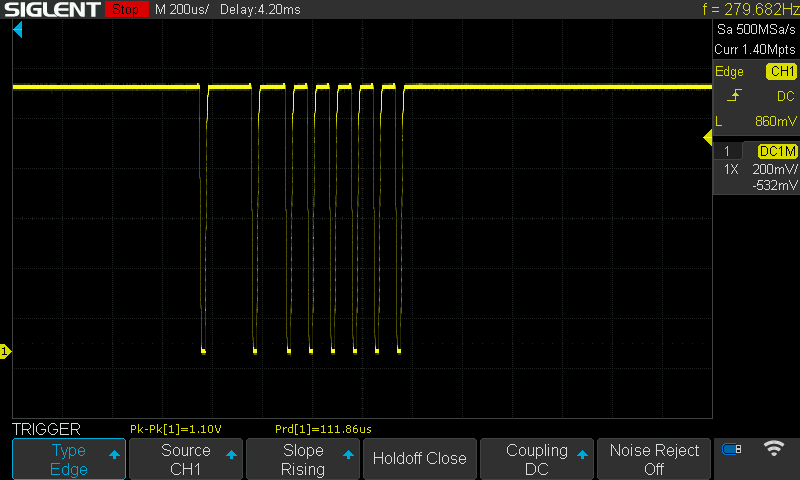 SIGLENT Stop M 200us/ Delay:4.20ms f = 279.682Hz
Sa 500MSa/s
Curr 1.40Mpts
Edge CH1
DC
L 860mV
1 DC1M
1X 200mV/
-532mV
1
TRIGGER Pk-Pk[1]=1.10V Prd[1]=111.86us
Type Edge
Source CH1
Slope Rising
Holdoff Close
Coupling DC
Noise Reject Off